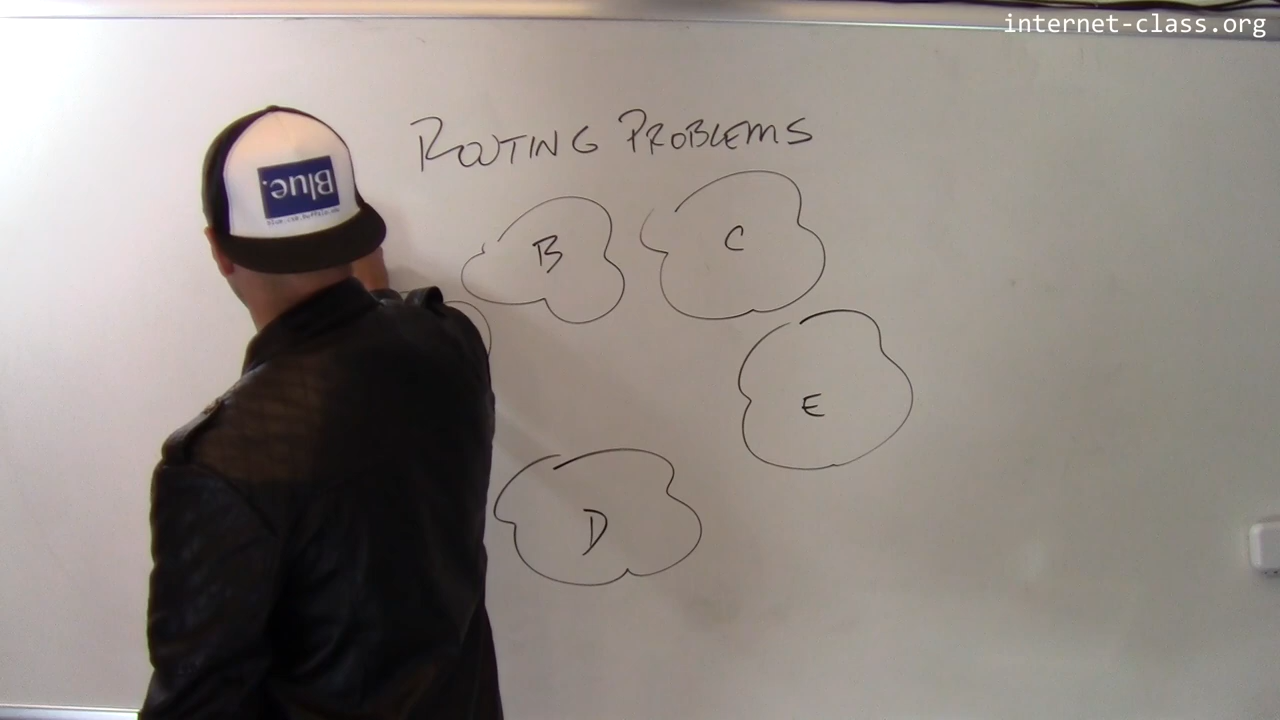 internet-class.org
ROUTING PROBLEMS
Blue.
B
C
E
D